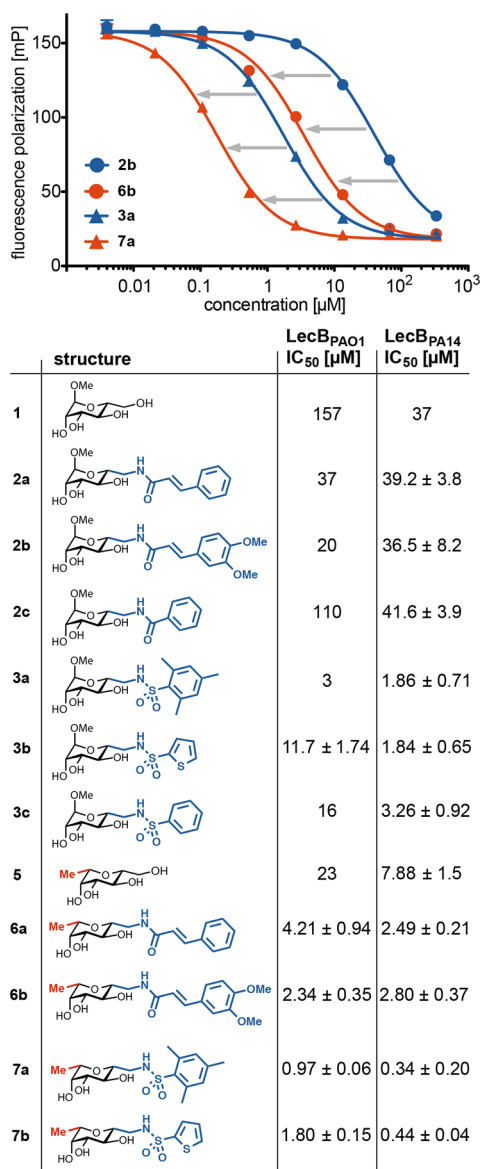 fluorescence polarization [mP]
150
100
50
0
2b
6b
3a
7a
0.01 0.1 1 10 10² 10³
concentration [µM]
structure LecBPAO1 IC50 [µM] LecBPA14 IC50 [µM]
OMe
1 O OH 157 37
OH
HO OH
OMe
2a O H N 37 39.2 ± 3.8
OH O
HO OH
OMe
2b O H N OMe 20 36.5 ± 8.2
OH O OMe
HO OH
OMe
2c O H N 110 41.6 ± 3.9
OH O
HO OH
OMe
3a O H N 3 1.86 ± 0.71
OH S
HO OH O O
OMe
3b O H N 11.7 ± 1.74 1.84 ± 0.65
OH S
HO OH O O S
OMe
3c O H N 16 3.26 ± 0.92
OH S
HO OH O O
5 Me O OH 23 7.88 ± 1.5
OH
HO OH
6a Me O H N 4.21 ± 0.94 2.49 ± 0.21
OH O
HO OH
6b Me O H N OMe 2.34 ± 0.35 2.80 ± 0.37
OH O OMe
HO OH
7a Me O H N 0.97 ± 0.06 0.34 ± 0.20
OH S
HO OH O O
7b Me O H N 1.80 ± 0.15 0.44 ± 0.04
OH S
HO OH O O S